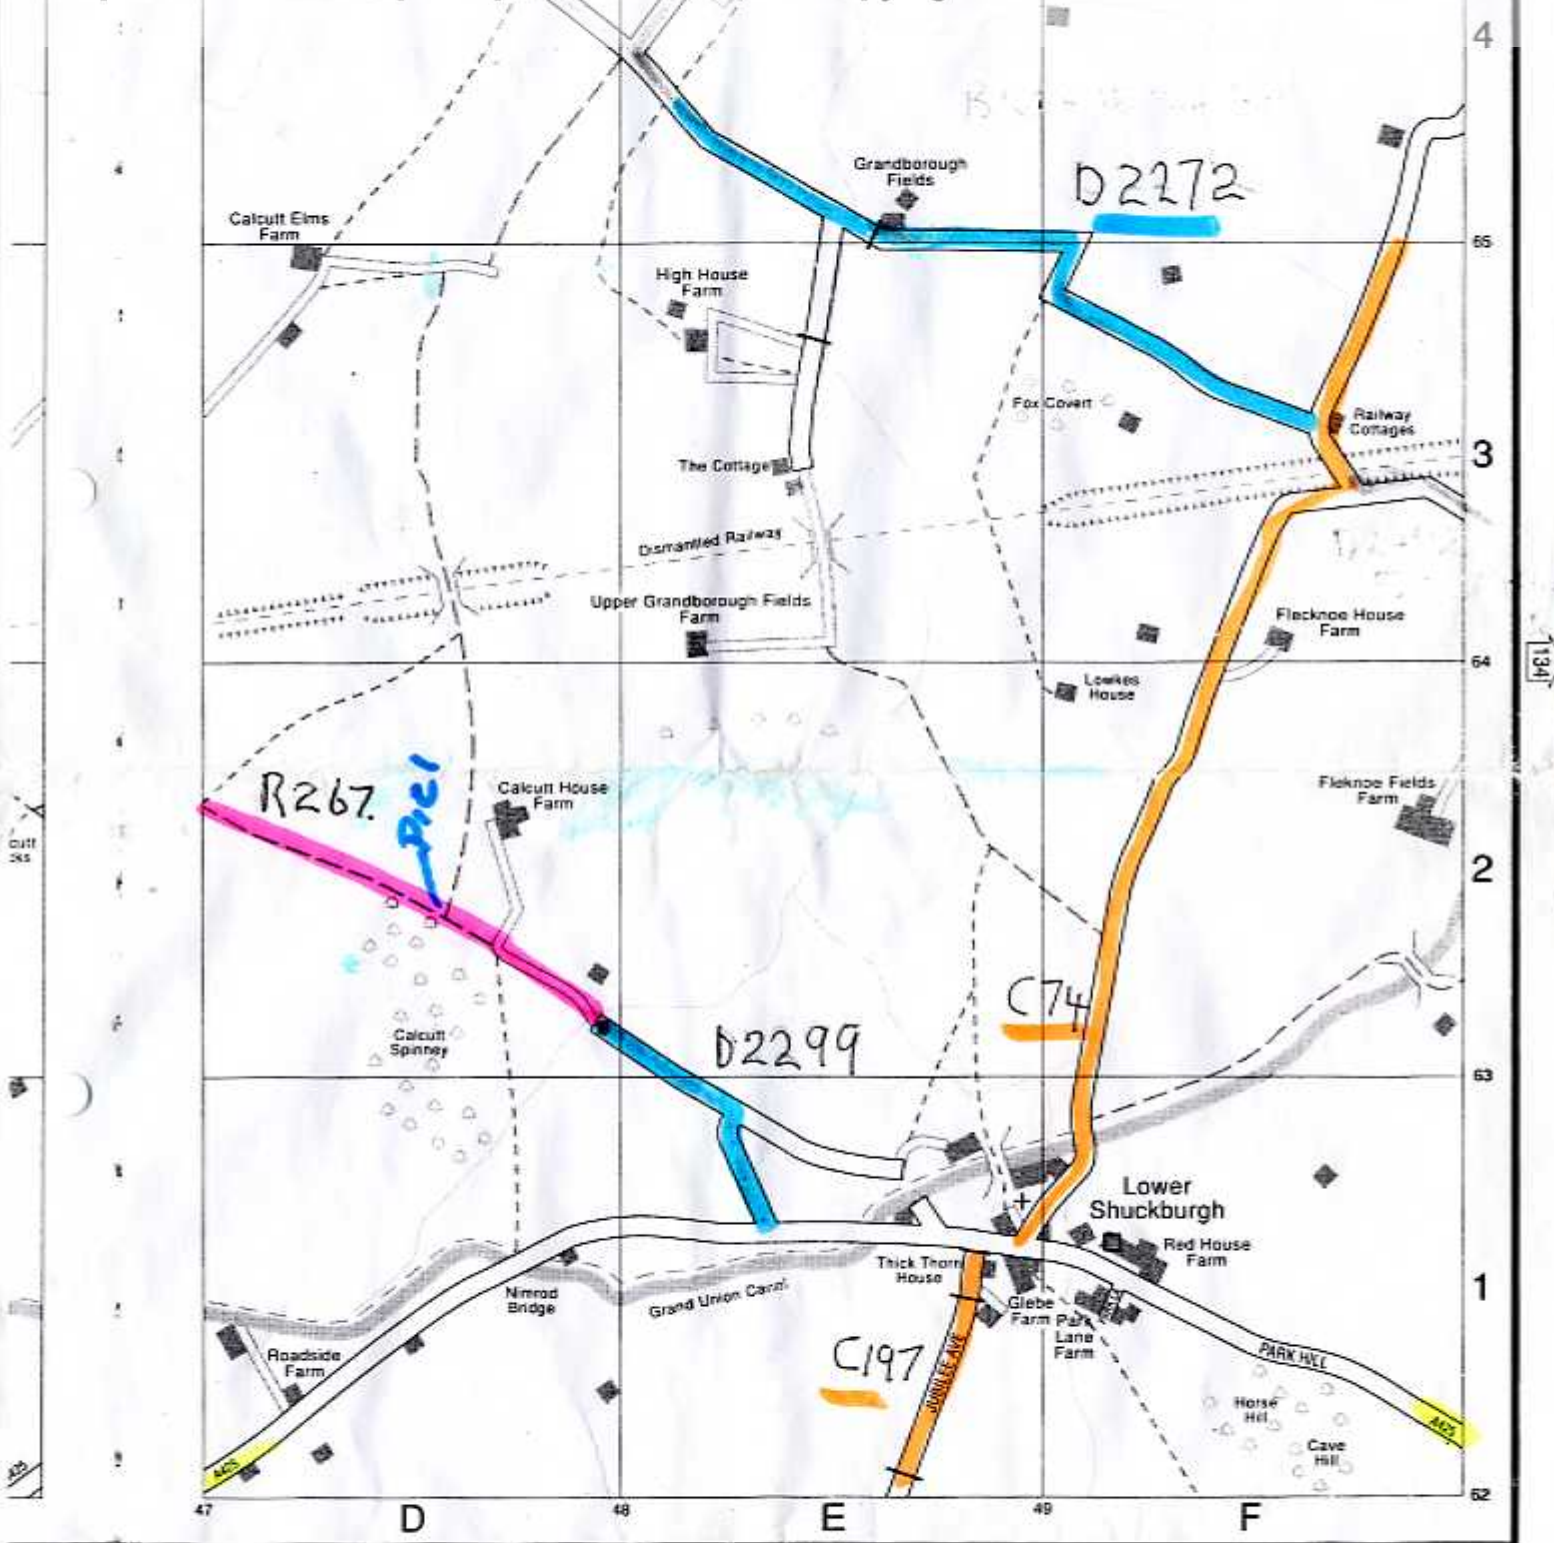 4
Grandborough
Fields
D2272
Calcutt Elms
Farm
65
High House
Farm
Fox Covert
Railway
Cottages
The Cottage
3
Dismantled Railway
Upper Grandborough Fields
Farm
Flecknoe House
Farm
134
64
Lowkes
House
R267.
Calcutt House
Farm
Fleknoe Fields
Farm
cutt
cks
2
C74
Calcutt
Spinney
D2299
63
Lower
Shuckburgh
Red House
Farm
Thick Thorn
House
1
Nimrod
Bridge
Grand Union Canal
Glebe
Farm
Park
Lane
Farm
Roadside
Farm
C197
JUBILEE AVE
PARK HILL
Horse
Hill
A425
Cave
Hill
A425
425
62
47
48
49
D
E
F